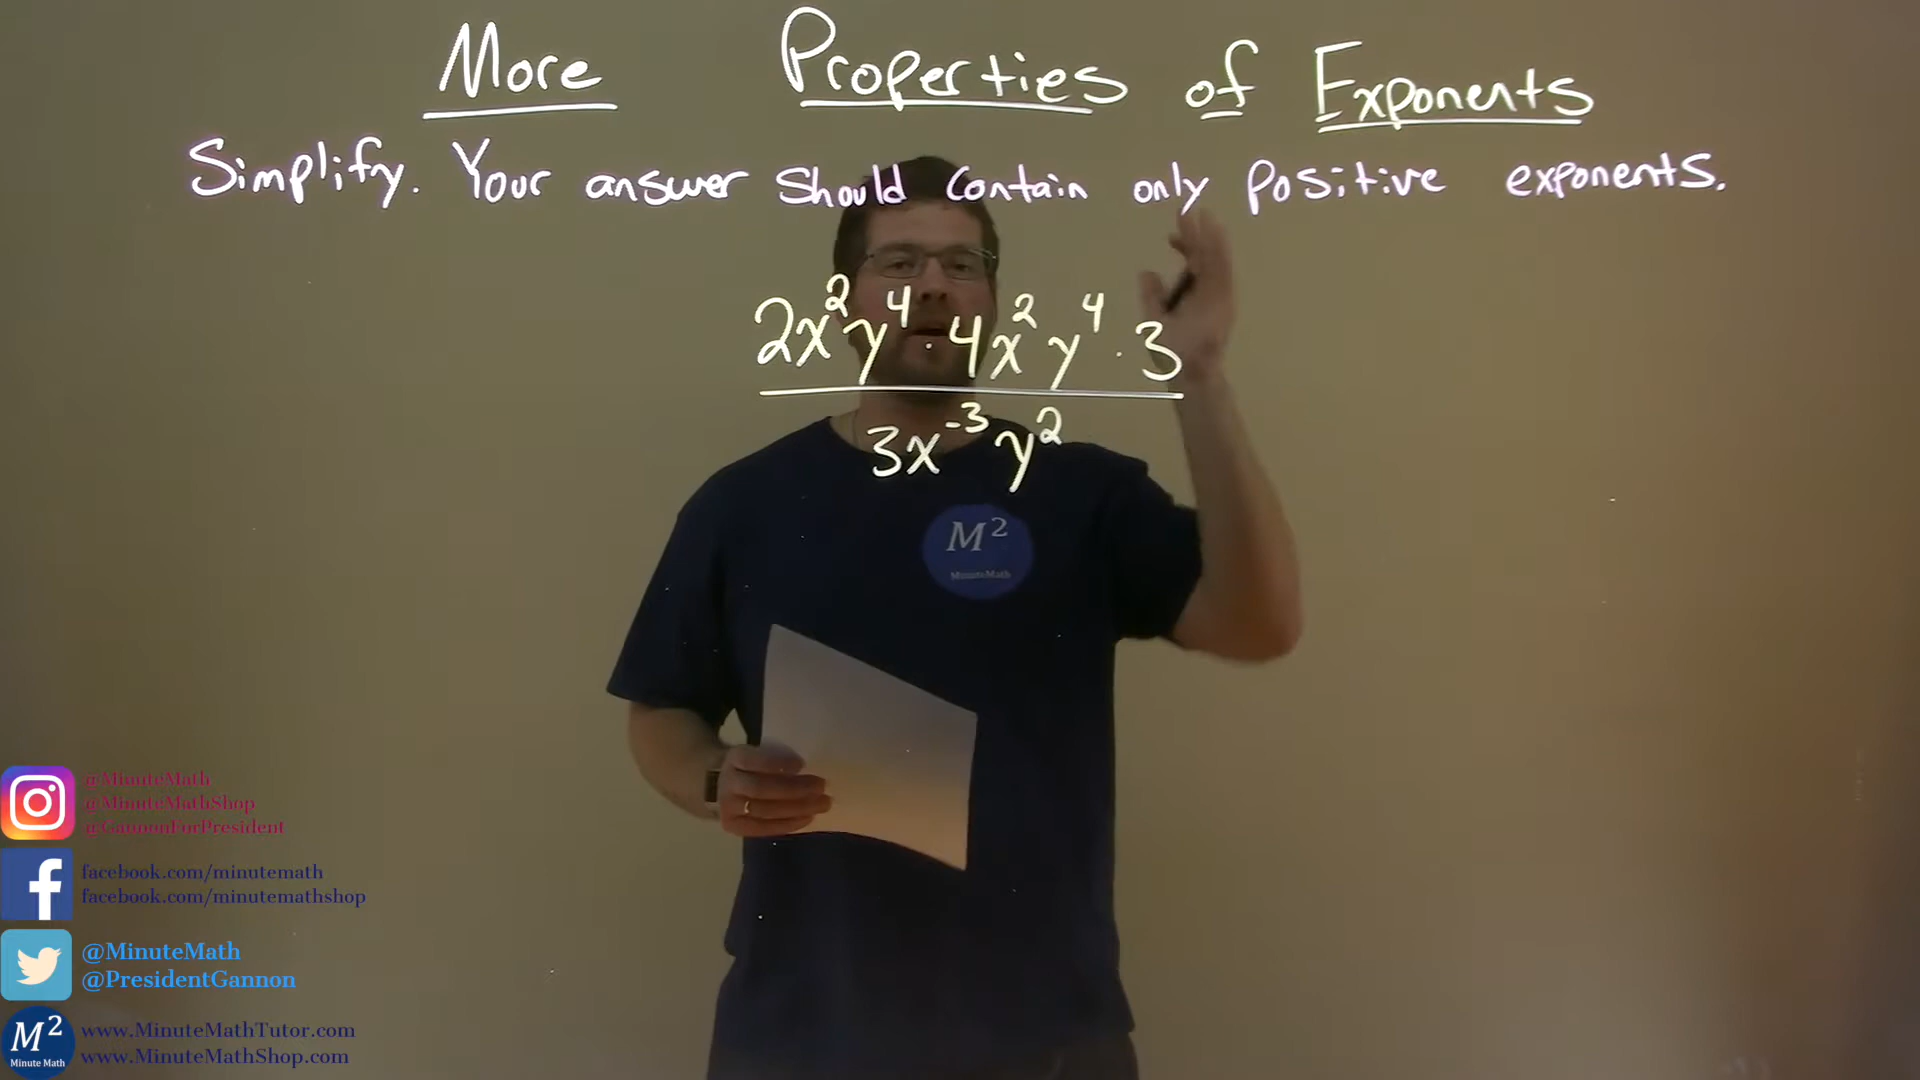 More Properties of Exponents
Simplify. Your answer should contain only positive exponents.
2x²y⁴·4x²y⁴·3
3x⁻³y²
M²
MinuteMath
@MinuteMath
@MinuteMathShop
@GannonForPresident
facebook.com/minutemath
facebook.com/minutemathshop
@MinuteMath
@PresidentGannon
M²
Minute Math
www.MinuteMathTutor.com
www.MinuteMathShop.com